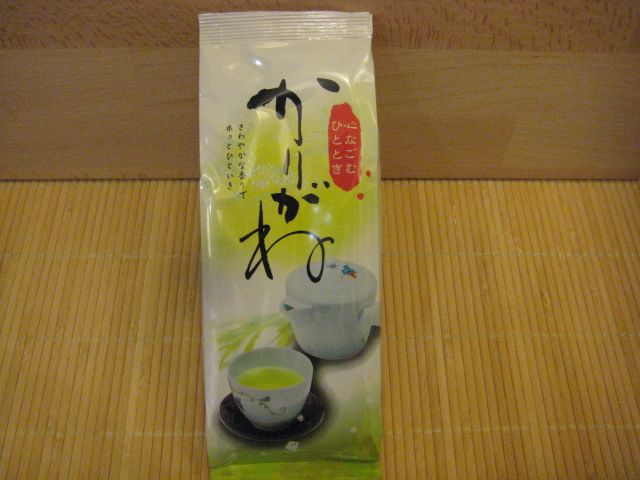 かりがね
心なごむ
ひととき
さわやかな香りで
ホッとひといき